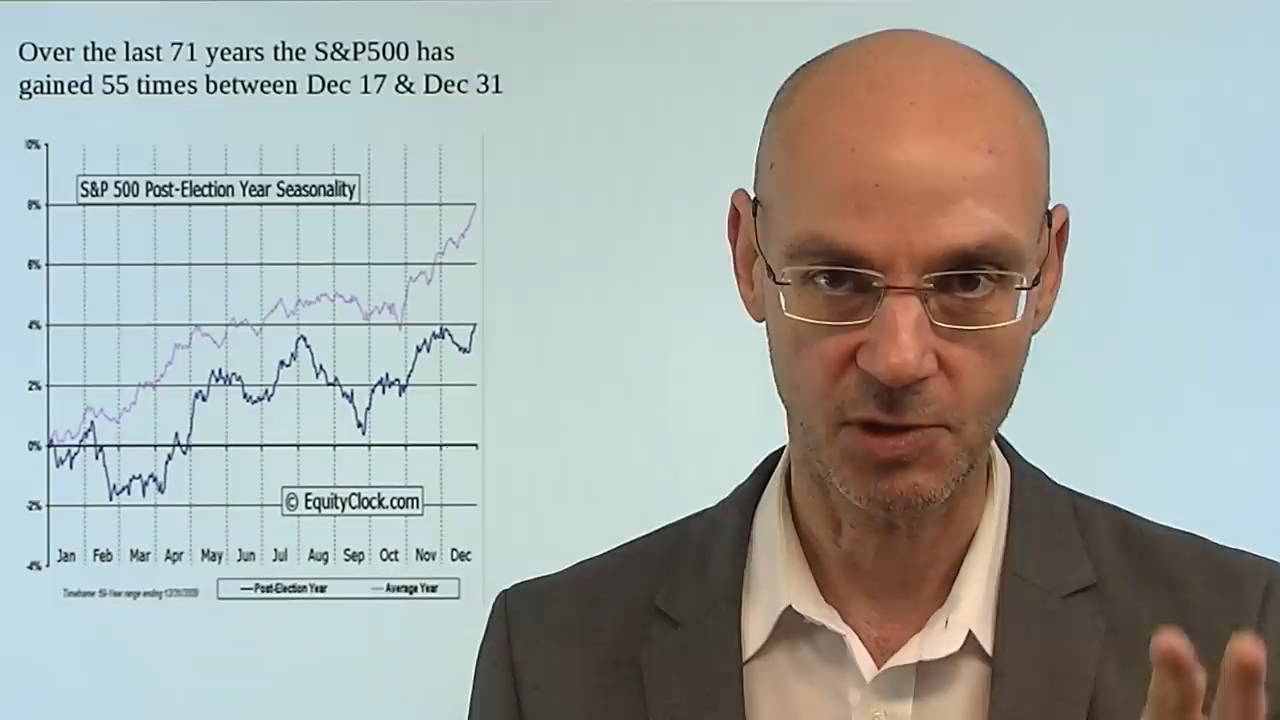 Over the last 71 years the S&P500 has
gained 55 times between Dec 17 & Dec 31
10%
S&P 500 Post-Election Year Seasonality
8%
6%
4%
2%
0%
-2%
© EquityClock.com
Jan Feb Mar Apr May Jun Jul Aug Sep Oct Nov Dec
-4%
Post-Election Year Average Year